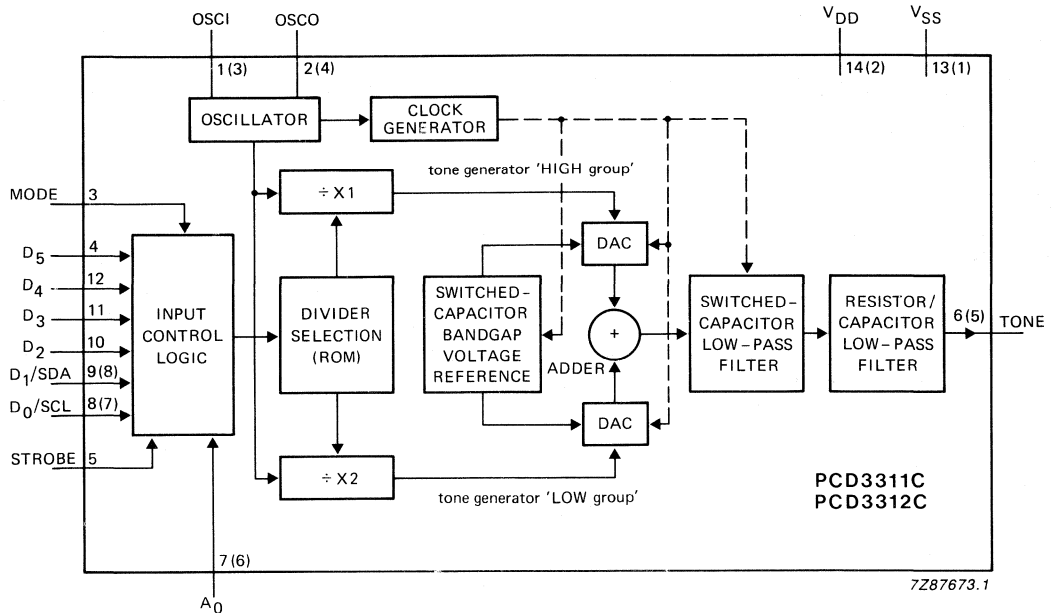 OSCI OSCO V_DD V_SS
1 (3) 2 (4) 14 (2) 13 (1)
OSCILLATOR
CLOCK
GENERATOR
tone generator 'HIGH group'
÷ X1
MODE 3
D5 4
D4 12
D3 11
D2 10
D1/SDA 9(8)
D0/SCL 8(7)
STROBE 5
INPUT
CONTROL
LOGIC
DIVIDER
SELECTION
(ROM)
SWITCHED–
CAPACITOR
BANDGAP
VOLTAGE
REFERENCE
DAC
+
ADDER
DAC
SWITCHED–
CAPACITOR
LOW–PASS
FILTER
RESISTOR/
CAPACITOR
LOW–PASS
FILTER
6 (5) TONE
÷ X2
tone generator 'LOW group'
PCD3311C
PCD3312C
7 (6)
A0
7Z87673.1